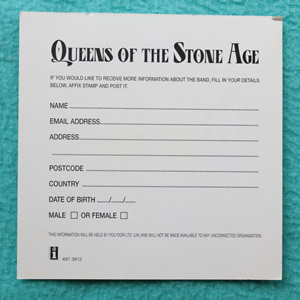 QUEENS OF THE STONE AGE
IF YOU WOULD LIKE TO RECEIVE MORE INFORMATION ABOUT THE BAND, FILL IN YOUR DETAILS
BELOW, AFFIX STAMP AND POST IT.
NAME
EMAIL ADDRESS
ADDRESS
POSTCODE
COUNTRY
DATE OF BIRTH ....../....../......
MALE □ OR FEMALE □
THIS INFORMATION WILL BE HELD BY POLYDOR LTD. (UK) AND WILL NOT BE MADE AVAILABLE TO ANY UNCONNECTED ORGANISATION.
497 3912